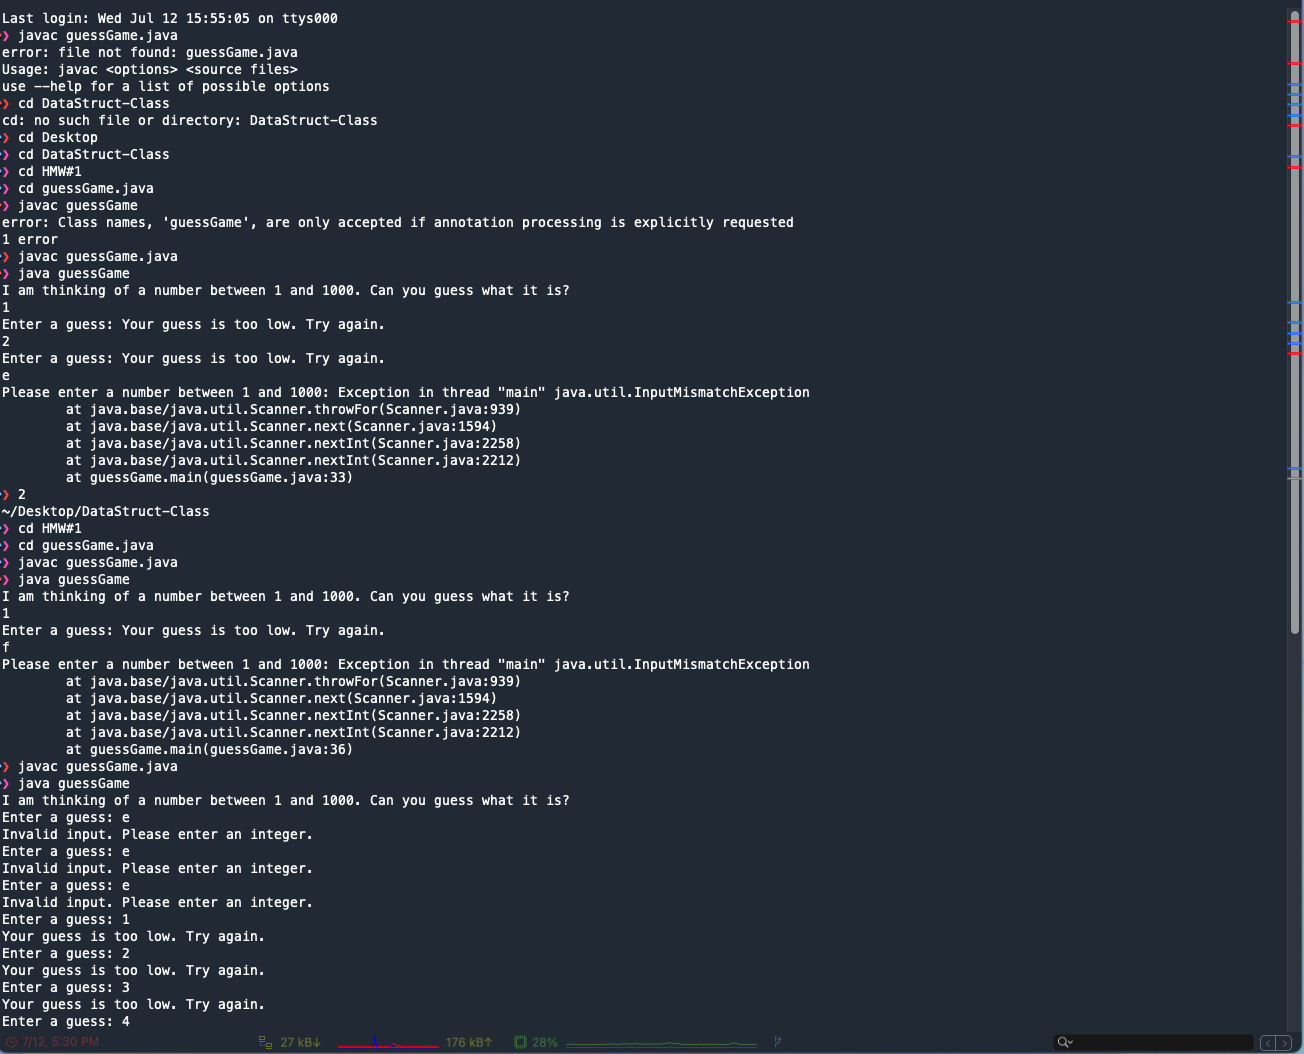 Last login: Wed Jul 12 15:55:05 on ttys000
❯ javac guessGame.java
error: file not found: guessGame.java
Usage: javac <options> <source files>
use --help for a list of possible options
❯ cd DataStruct-Class
cd: no such file or directory: DataStruct-Class
❯ cd Desktop
❯ cd DataStruct-Class
❯ cd HMW#1
❯ cd guessGame.java
❯ javac guessGame
error: Class names, 'guessGame', are only accepted if annotation processing is explicitly requested
1 error
❯ javac guessGame.java
❯ java guessGame
I am thinking of a number between 1 and 1000. Can you guess what it is?
1
Enter a guess: Your guess is too low. Try again.
2
Enter a guess: Your guess is too low. Try again.
e
Please enter a number between 1 and 1000: Exception in thread "main" java.util.InputMismatchException
        at java.base/java.util.Scanner.throwFor(Scanner.java:939)
        at java.base/java.util.Scanner.next(Scanner.java:1594)
        at java.base/java.util.Scanner.nextInt(Scanner.java:2258)
        at java.base/java.util.Scanner.nextInt(Scanner.java:2212)
        at guessGame.main(guessGame.java:33)
❯ 2
~/Desktop/DataStruct-Class
❯ cd HMW#1
❯ cd guessGame.java
❯ javac guessGame.java
❯ java guessGame
I am thinking of a number between 1 and 1000. Can you guess what it is?
1
Enter a guess: Your guess is too low. Try again.
f
Please enter a number between 1 and 1000: Exception in thread "main" java.util.InputMismatchException
        at java.base/java.util.Scanner.throwFor(Scanner.java:939)
        at java.base/java.util.Scanner.next(Scanner.java:1594)
        at java.base/java.util.Scanner.nextInt(Scanner.java:2258)
        at java.base/java.util.Scanner.nextInt(Scanner.java:2212)
        at guessGame.main(guessGame.java:36)
❯ javac guessGame.java
❯ java guessGame
I am thinking of a number between 1 and 1000. Can you guess what it is?
Enter a guess: e
Invalid input. Please enter an integer.
Enter a guess: e
Invalid input. Please enter an integer.
Enter a guess: e
Invalid input. Please enter an integer.
Enter a guess: 1
Your guess is too low. Try again.
Enter a guess: 2
Your guess is too low. Try again.
Enter a guess: 3
Your guess is too low. Try again.
Enter a guess: 4
7/12, 5:30 PM 27 kB↓ 176 kB↑ 28%